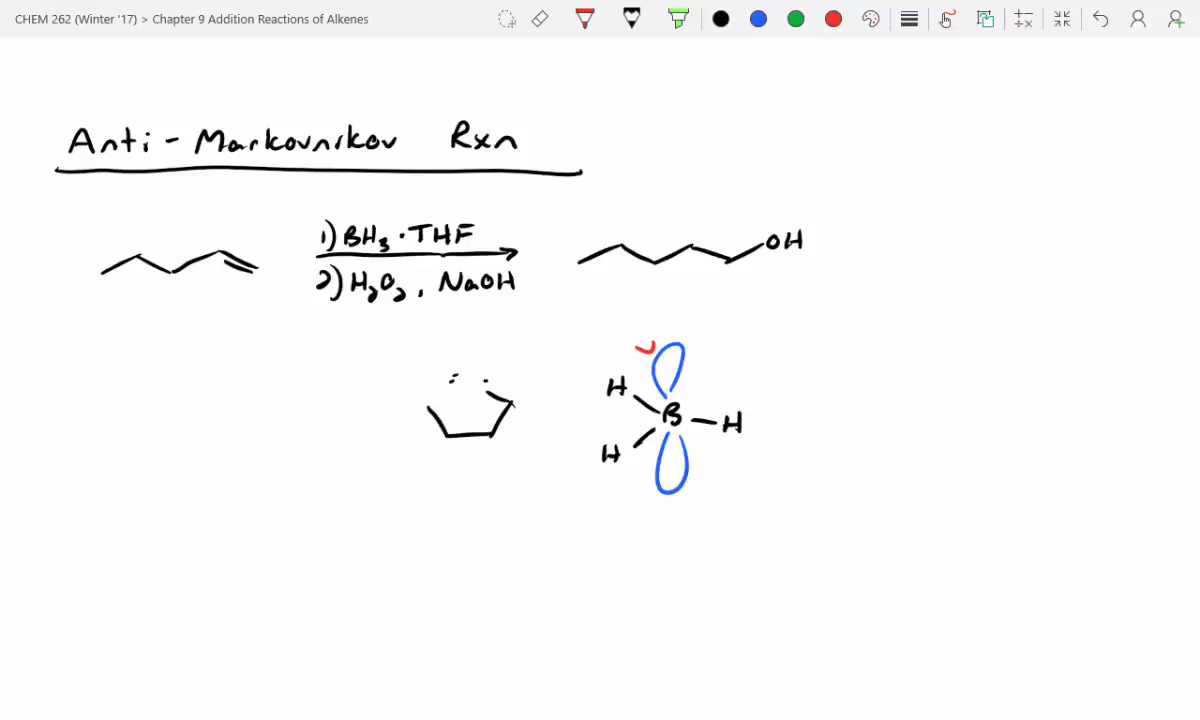 CHEM 262 (Winter '17) > Chapter 9 Addition Reactions of Alkenes
Anti-Markovnikov Rxn
1) BH₃·THF
2) H₂O₂, NaOH
OH
H
B H
H